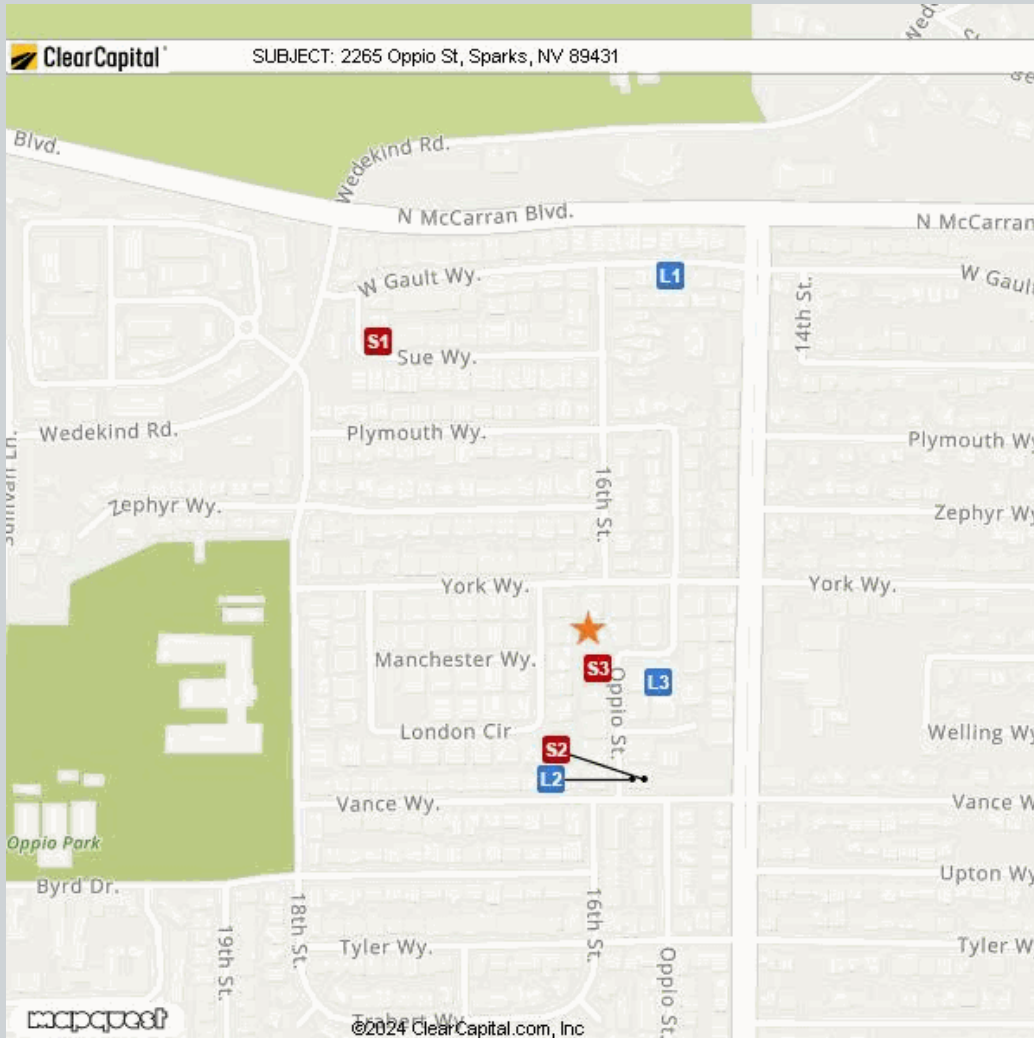 ClearCapital
SUBJECT: 2265 Oppio St, Sparks, NV 89431
Blvd.
Wedekind Rd.
N McCarran Blvd.
N McCarran
W Gault Wy.
L1
W Gault
14th St.
S1
Sue Wy.
Wedekind Rd.
Plymouth Wy.
Plymouth Wy
Sullivan Ln.
16th St.
Zephyr Wy.
Zephyr Wy
York Wy.
York Wy.
Manchester Wy.
S3
Oppio St.
L3
London Cir
S2
Welling Wy
L2
Vance Wy.
Vance W
Oppio Park
Byrd Dr.
Upton Wy
18th St.
16th St.
19th St.
Tyler Wy.
Tyler W
Oppio St.
Trabert Wy
mapquest
©2024 ClearCapital.com, Inc